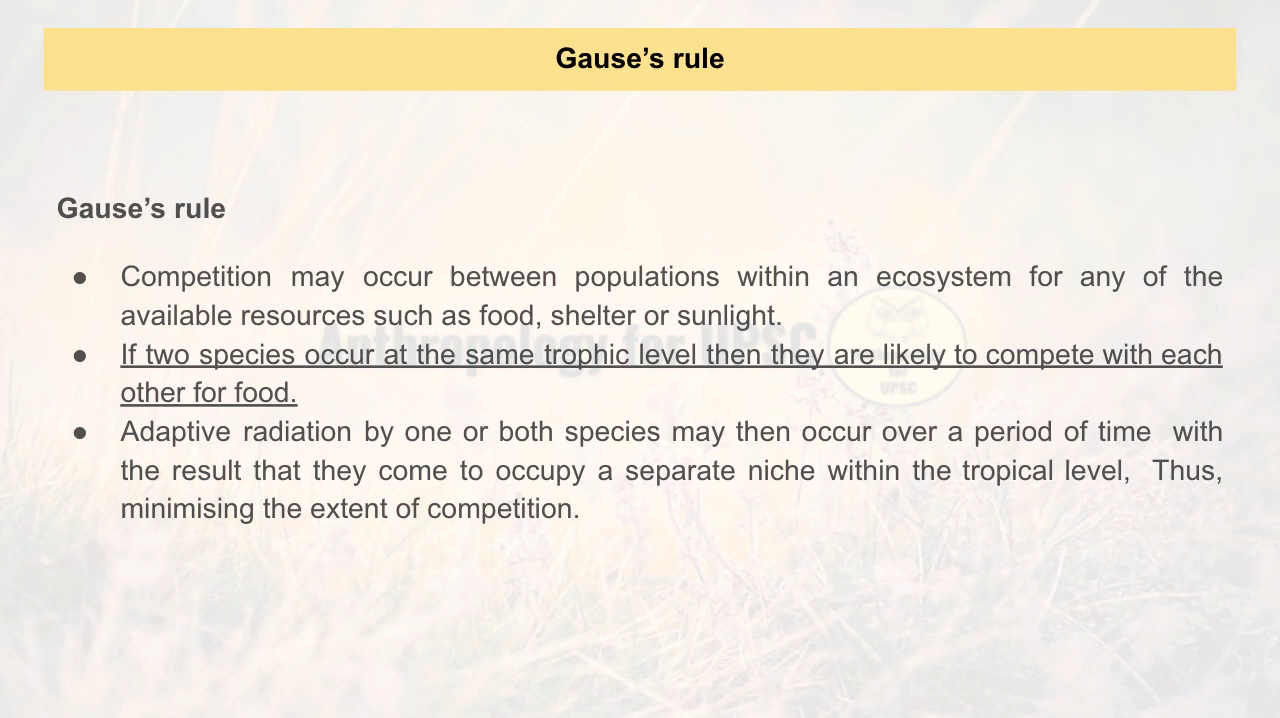 Gause’s rule
Gause’s rule
● Competition may occur between populations within an ecosystem for any of the
available resources such as food, shelter or sunlight.
● If two species occur at the same trophic level then they are likely to compete with each
other for food.
● Adaptive radiation by one or both species may then occur over a period of time with
the result that they come to occupy a separate niche within the tropical level, Thus,
minimising the extent of competition.
Anthropology for UPSC
UPSC